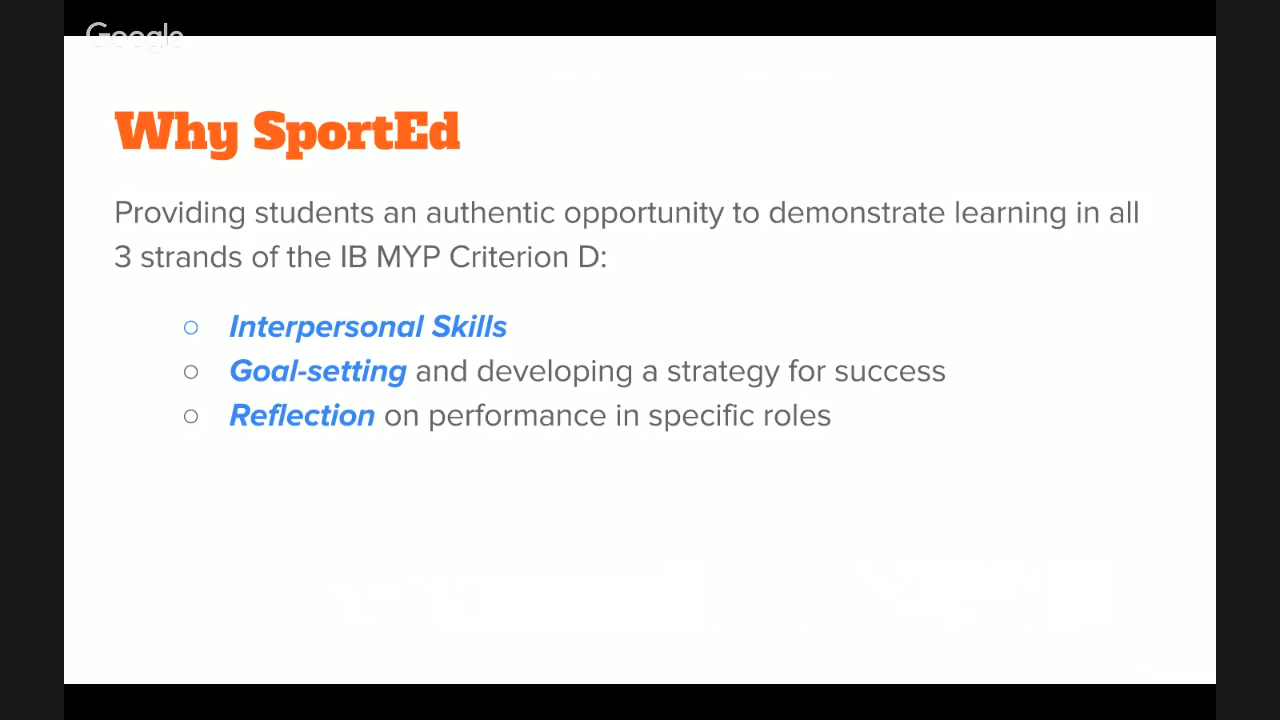 Google
Why SportEd
Providing students an authentic opportunity to demonstrate learning in all
3 strands of the IB MYP Criterion D:
○ Interpersonal Skills
○ Goal-setting and developing a strategy for success
○ Reflection on performance in specific roles